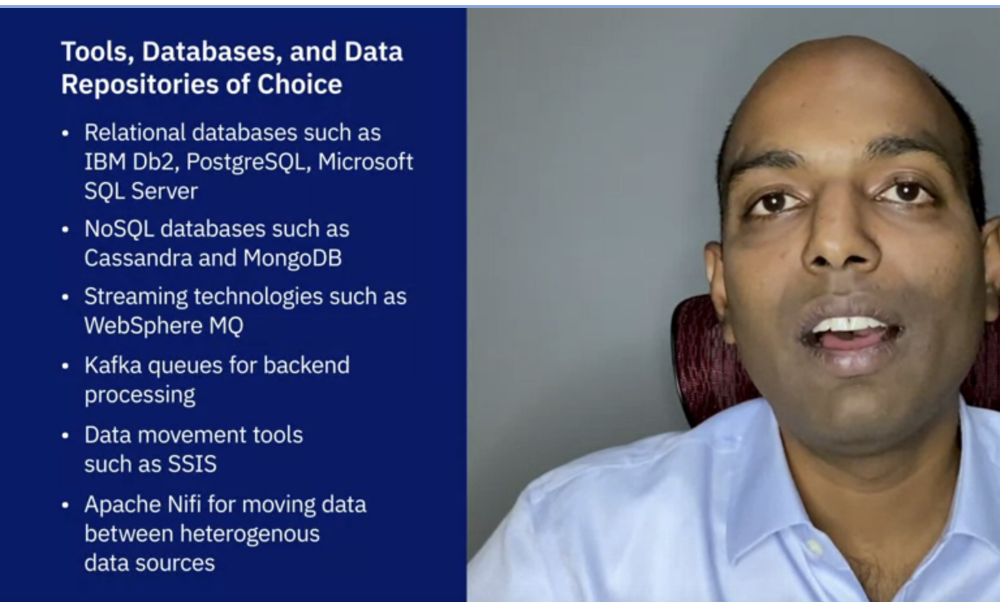 Tools, Databases, and Data
Repositories of Choice
• Relational databases such as
IBM Db2, PostgreSQL, Microsoft
SQL Server
• NoSQL databases such as
Cassandra and MongoDB
• Streaming technologies such as
WebSphere MQ
• Kafka queues for backend
processing
• Data movement tools
such as SSIS
• Apache Nifi for moving data
between heterogenous
data sources